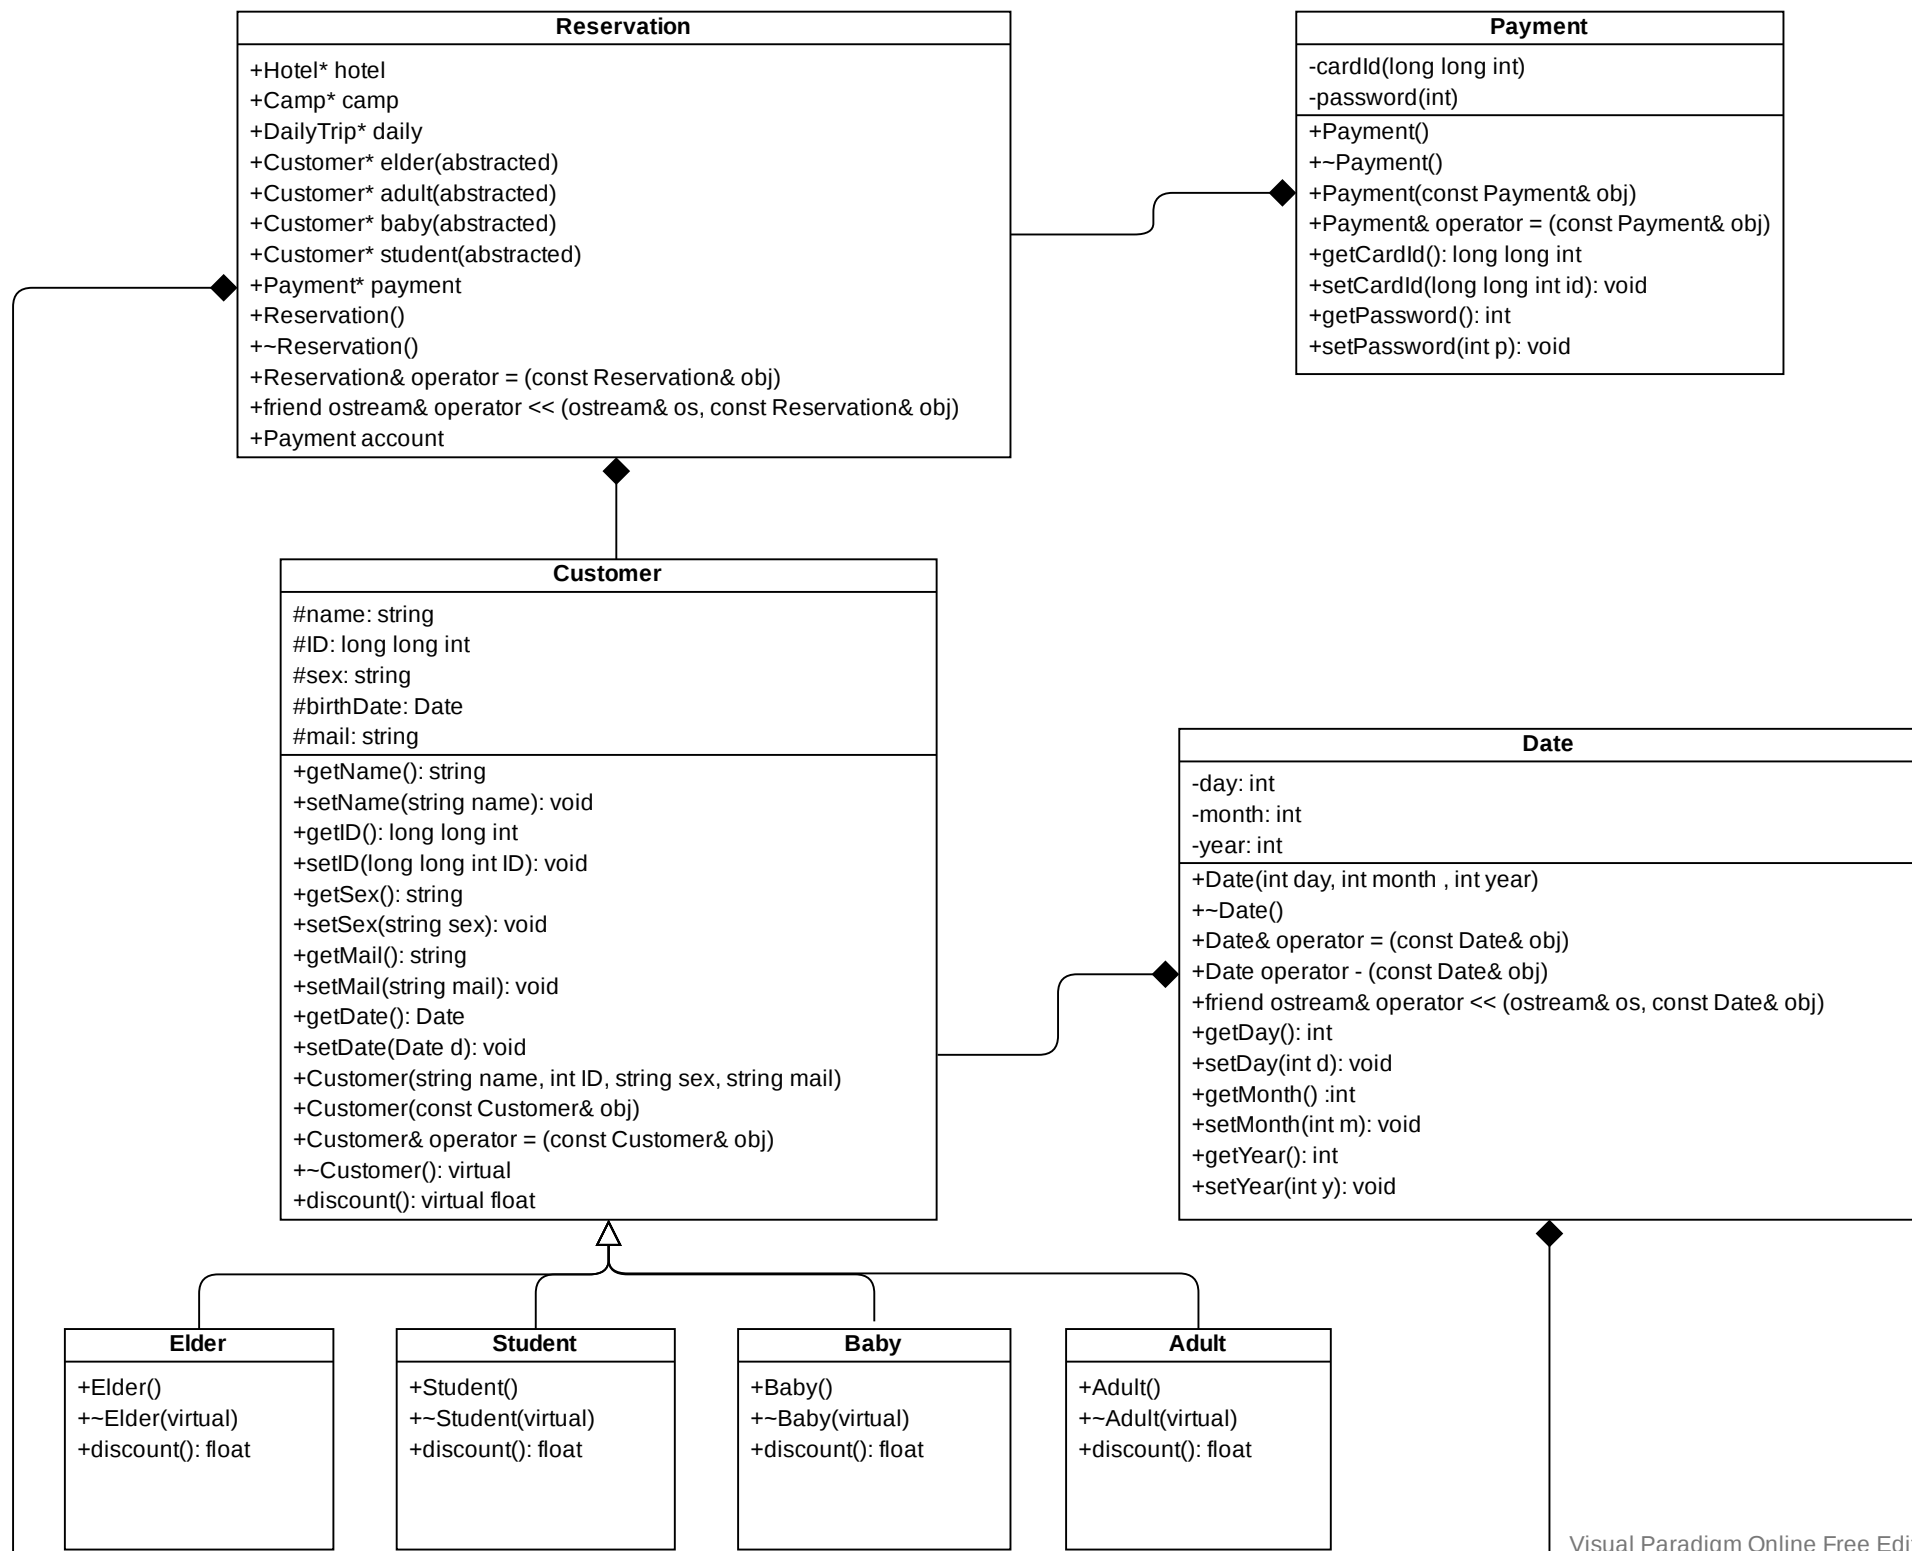 Reservation
+Hotel* hotel
+Camp* camp
+DailyTrip* daily
+Customer* elder(abstracted)
+Customer* adult(abstracted)
+Customer* baby(abstracted)
+Customer* student(abstracted)
+Payment* payment
+Reservation()
+~Reservation()
+Reservation& operator = (const Reservation& obj)
+friend ostream& operator << (ostream& os, const Reservation& obj)
+Payment account
Payment
-cardId(long long int)
-password(int)
+Payment()
+~Payment()
+Payment(const Payment& obj)
+Payment& operator = (const Payment& obj)
+getCardId(): long long int
+setCardId(long long int id): void
+getPassword(): int
+setPassword(int p): void
Customer
#name: string
#ID: long long int
#sex: string
#birthDate: Date
#mail: string
+getName(): string
+setName(string name): void
+getID(): long long int
+setID(long long int ID): void
+getSex(): string
+setSex(string sex): void
+getMail(): string
+setMail(string mail): void
+getDate(): Date
+setDate(Date d): void
+Customer(string name, int ID, string sex, string mail)
+Customer(const Customer& obj)
+Customer& operator = (const Customer& obj)
+~Customer(): virtual
+discount(): virtual float
Date
-day: int
-month: int
-year: int
+Date(int day, int month , int year)
+~Date()
+Date& operator = (const Date& obj)
+Date operator - (const Date& obj)
+friend ostream& operator << (ostream& os, const Date& obj)
+getDay(): int
+setDay(int d): void
+getMonth() :int
+setMonth(int m): void
+getYear(): int
+setYear(int y): void
Elder
+Elder()
+~Elder(virtual)
+discount(): float
Student
+Student()
+~Student(virtual)
+discount(): float
Baby
+Baby()
+~Baby(virtual)
+discount(): float
Adult
+Adult()
+~Adult(virtual)
+discount(): float
Visual Paradigm Online Free